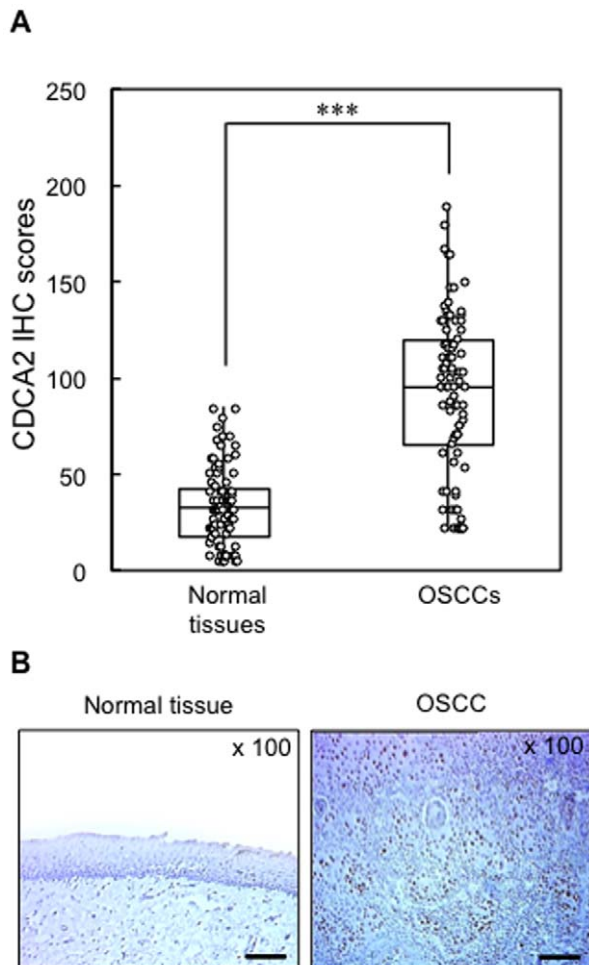 A
250
200
150
100
50
0
CDCA2 IHC scores
***
Normal
tissues
OSCCs
B
Normal tissue
OSCC
x 100
x 100